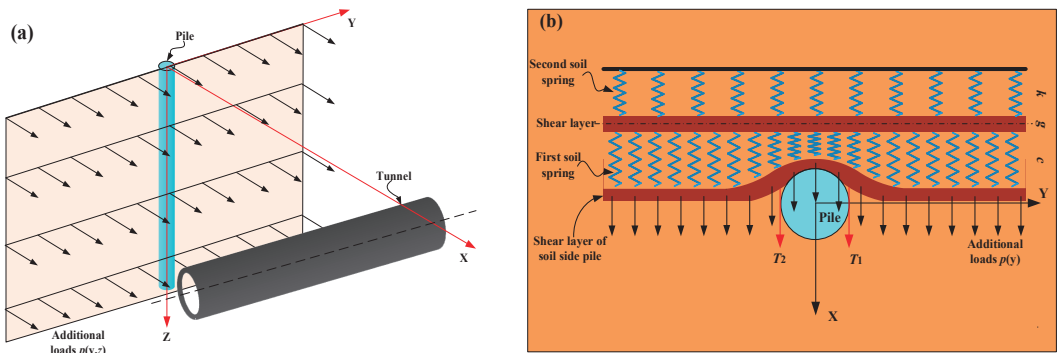 (a)
Y
Pile
Tunnel
X
Z
Additional
loads p(y,z)
(b)
Second soil
spring
k
Shear layer
g
First soil
spring
c
Y
Pile
Shear layer of
soil side pile
T2
T1
Additional
loads p(y)
X